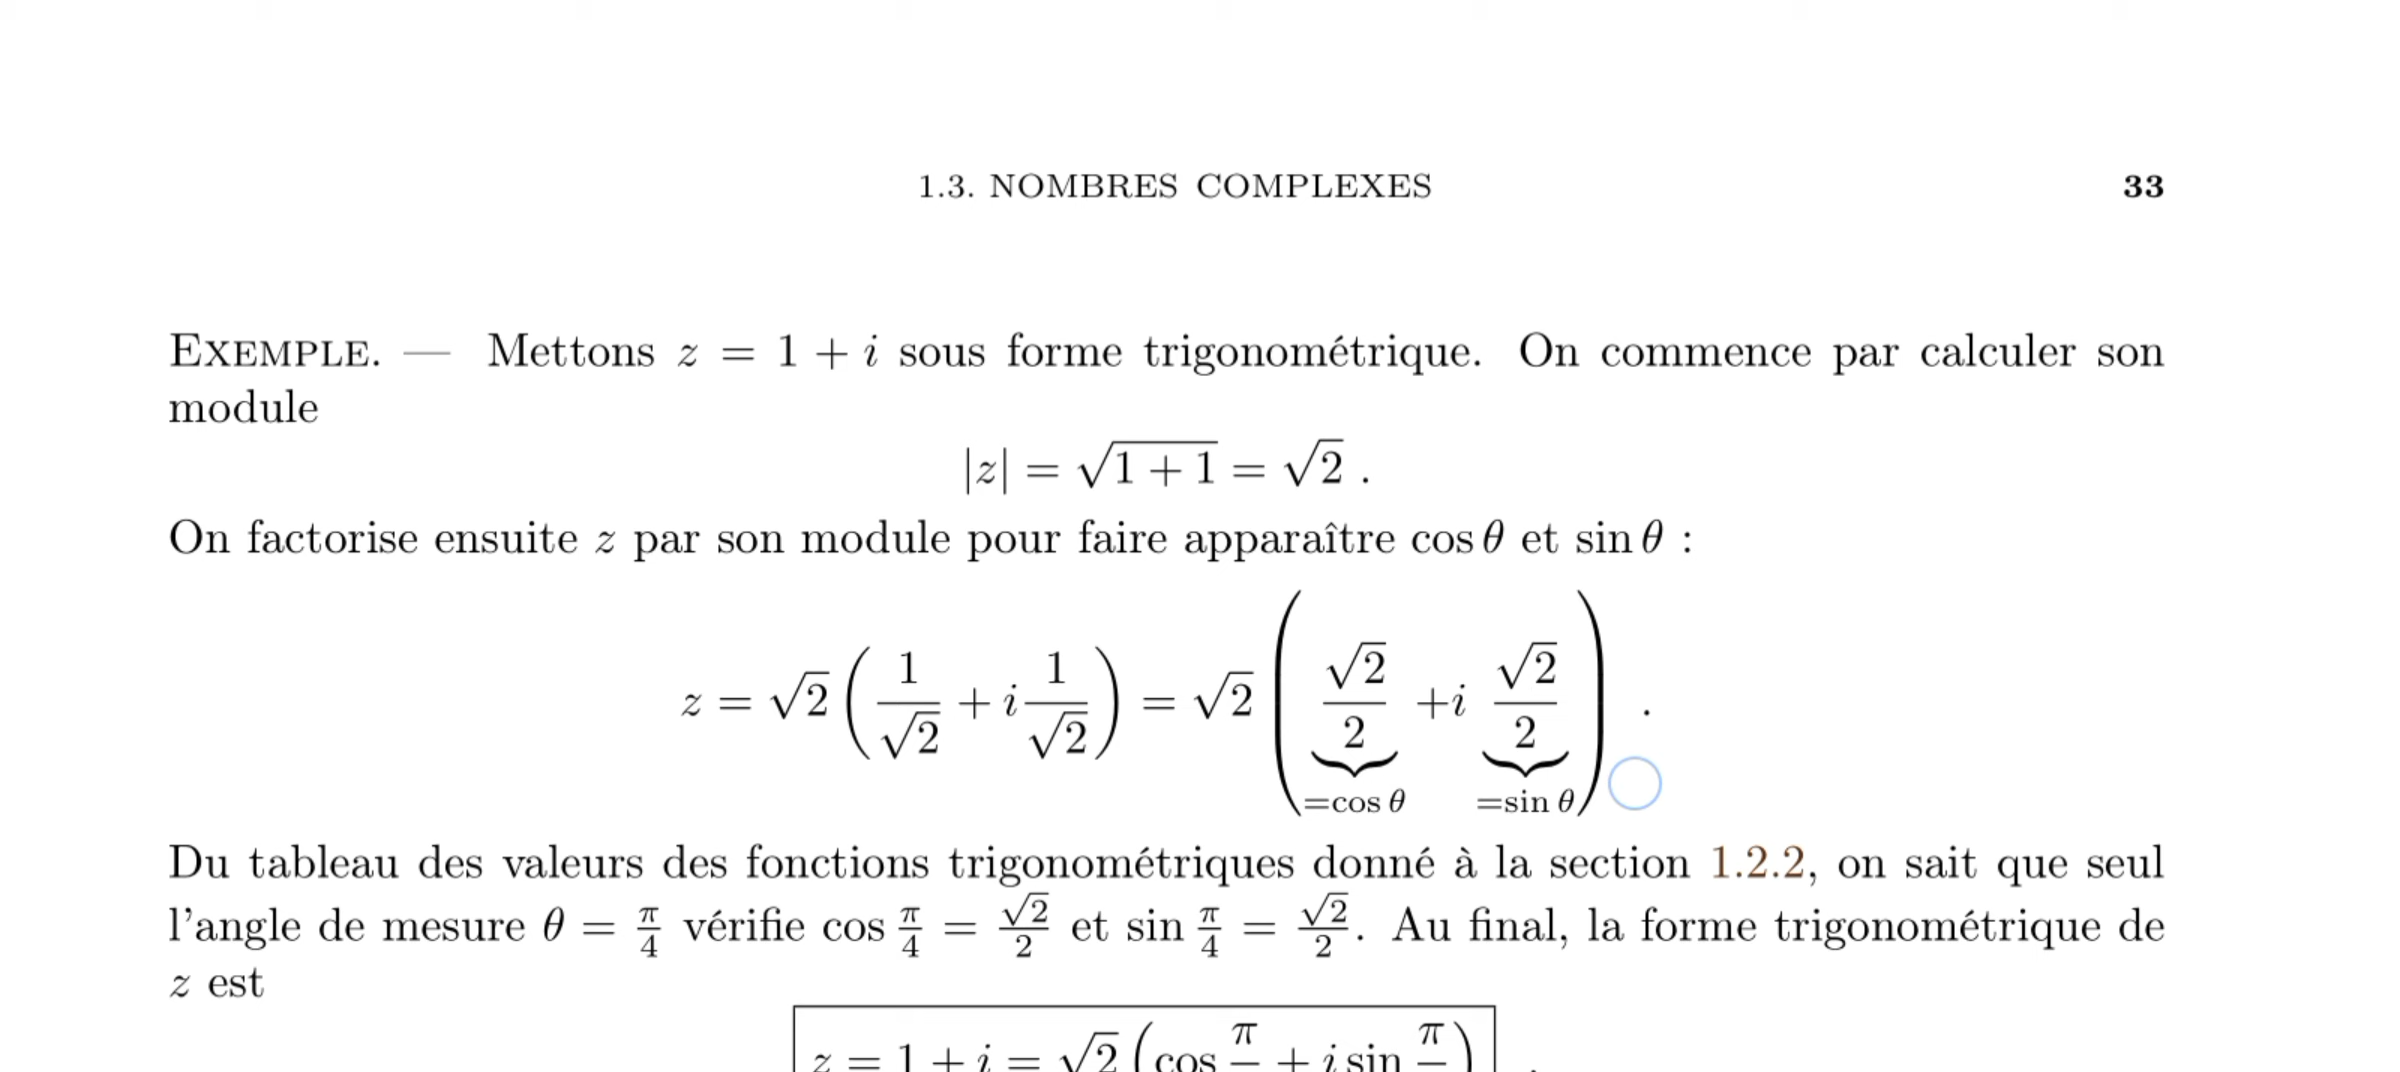 1.3. NOMBRES COMPLEXES 33
EXEMPLE. — Mettons z = 1 + i sous forme trigonométrique. On commence par calculer son
module
|z| = √(1 + 1) = √2 .
On factorise ensuite z par son module pour faire apparaître cos θ et sin θ :
z = √2 (1/√2 + i 1/√2) = √2 (√2/2 + i √2/2) .
=cos θ =sin θ
Du tableau des valeurs des fonctions trigonométriques donné à la section 1.2.2, on sait que seul
l'angle de mesure θ = π/4 vérifie cos π/4 = √2/2 et sin π/4 = √2/2. Au final, la forme trigonométrique de
z est
z = 1 + i = √2 (cos π + i sin π) .